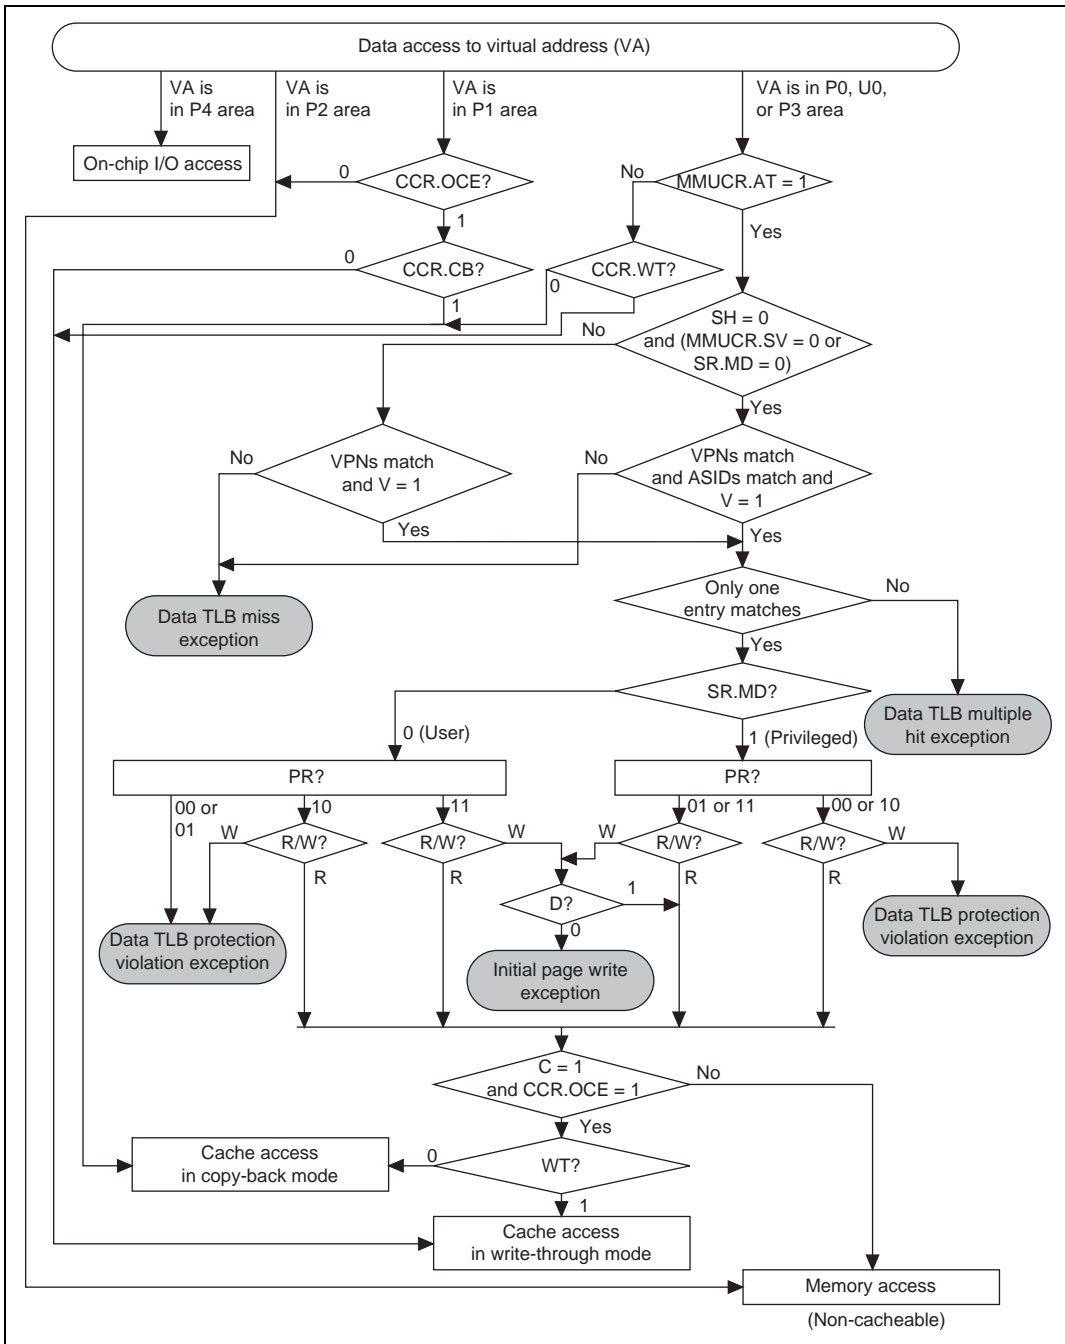 Data access to virtual address (VA)
VA is
in P4 area
VA is
in P2 area
VA is
in P1 area
VA is in P0, U0,
or P3 area
On-chip I/O access
0
CCR.OCE?
No
MMUCR.AT = 1
1
Yes
0
CCR.CB?
CCR.WT?
0
1
SH = 0
and (MMUCR.SV = 0 or
SR.MD = 0)
No
Yes
No
VPNs match
and V = 1
No
VPNs match
and ASIDs match and
V = 1
Yes
Yes
Only one
entry matches
No
Data TLB miss
exception
Yes
SR.MD?
Data TLB multiple
hit exception
0 (User)
1 (Privileged)
PR?
PR?
00 or
01
10
11
01 or 11
00 or 10
W
R/W?
R/W?
W
W
R/W?
R/W?
W
R
R
R
R
D?
1
0
Data TLB protection
violation exception
Initial page write
exception
Data TLB protection
violation exception
C = 1
and CCR.OCE = 1
No
Yes
Cache access
in copy-back mode
0
WT?
1
Cache access
in write-through mode
Memory access
(Non-cacheable)